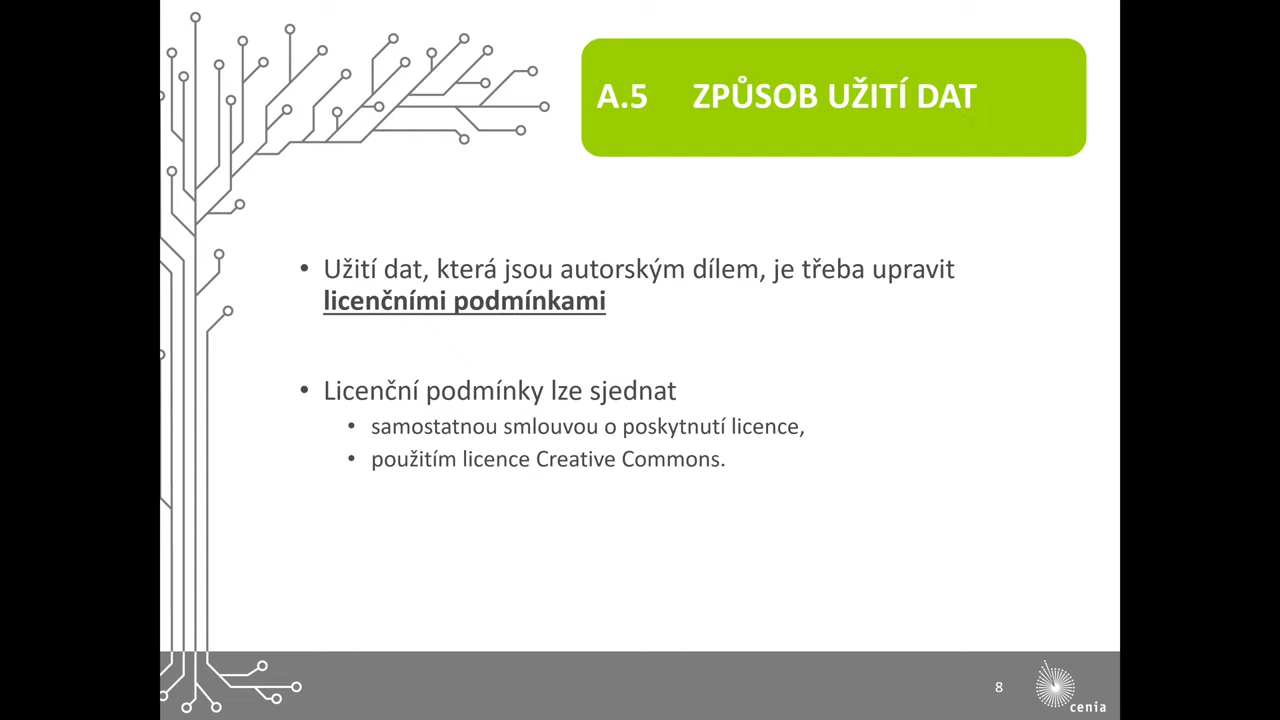 A.5 ZPŮSOB UŽITÍ DAT
• Užití dat, která jsou autorským dílem, je třeba upravit
licenčními podmínkami
• Licenční podmínky lze sjednat
• samostatnou smlouvou o poskytnutí licence,
• použitím licence Creative Commons.
8
cenia